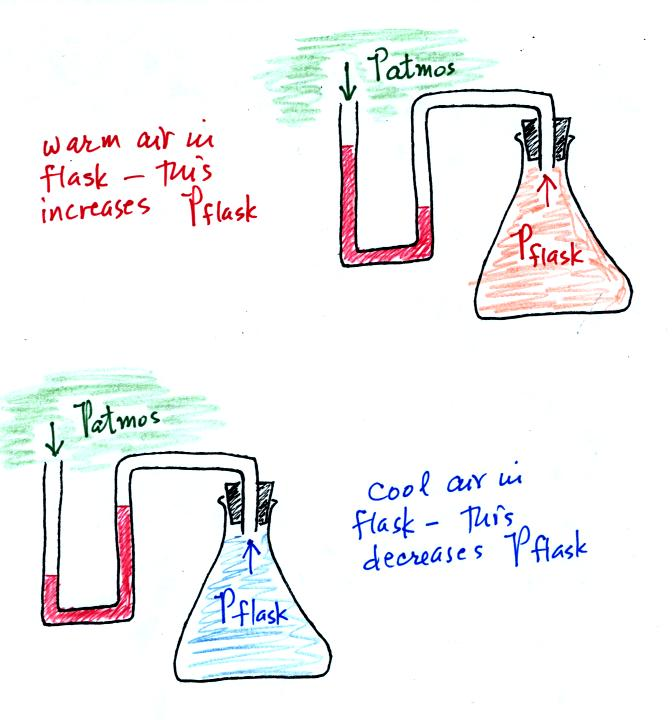 Patmos
warm air in
flask – this
increases Pflask
Pflask
Patmos
cool air in
flask – this
decreases Pflask
Pflask